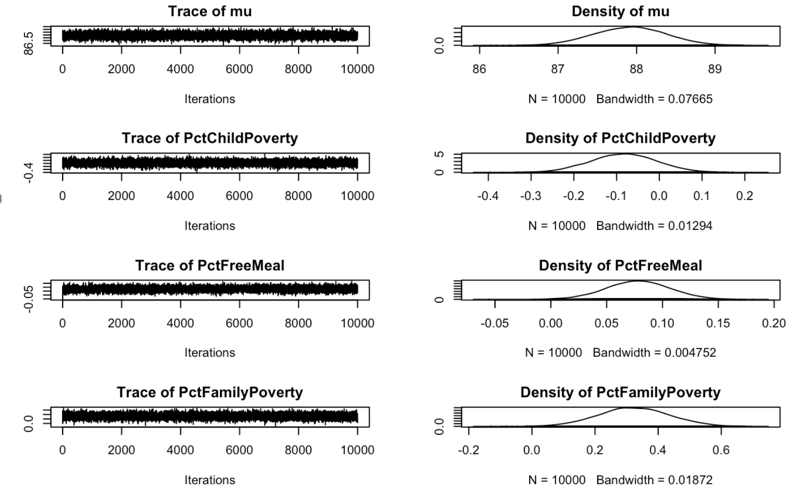 Trace of mu
86.5
0 2000 4000 6000 8000 10000
Iterations
Density of mu
0.0
86 87 88 89
N = 10000 Bandwidth = 0.07665
Trace of PctChildPoverty
-0.4
0 2000 4000 6000 8000 10000
Iterations
Density of PctChildPoverty
0 5
-0.4 -0.3 -0.2 -0.1 0.0 0.1 0.2
N = 10000 Bandwidth = 0.01294
Trace of PctFreeMeal
-0.05
0 2000 4000 6000 8000 10000
Iterations
Density of PctFreeMeal
0
-0.05 0.00 0.05 0.10 0.15 0.20
N = 10000 Bandwidth = 0.004752
Trace of PctFamilyPoverty
0.0
0 2000 4000 6000 8000 10000
Iterations
Density of PctFamilyPoverty
0.0
-0.2 0.0 0.2 0.4 0.6
N = 10000 Bandwidth = 0.01872